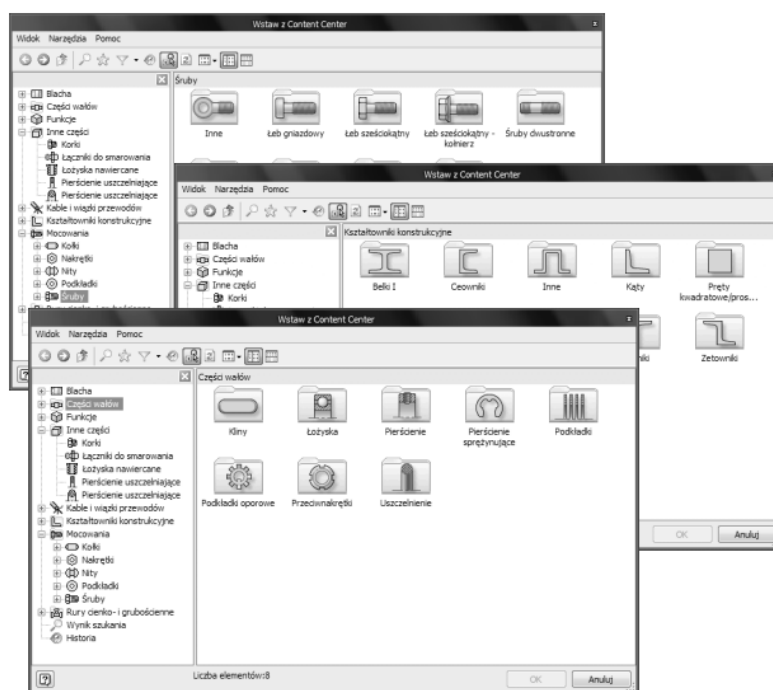 Wstaw z Content Center
Widok Narzędzia Pomoc
Śruby
Blacha
Części wałów
Funkcje
Inne części
Korki
Łączniki do smarowania
Łożyska nawiercane
Pierścienie uszczelniające
Pierścienie uszczelniające
Kable i wiązki przewodów
Kształtowniki konstrukcyjne
Mocowania
Kołki
Nakrętki
Nity
Podkładki
Śruby
Inne
Łeb gniazdowy
Łeb sześciokątny
Łeb sześciokątny -
kołnierz
Śruby dwustronne
Wstaw z Content Center
Widok Narzędzia Pomoc
Kształtowniki konstrukcyjne
Blacha
Części wałów
Funkcje
Inne części
Korki
Belki I
Ceowniki
Inne
Kąty
Pręty
kwadratowe/pros...
Zetowniki
OK
Anuluj
Wstaw z Content Center
Widok Narzędzia Pomoc
Części wałów
Blacha
Części wałów
Funkcje
Inne części
Korki
Łączniki do smarowania
Łożyska nawiercane
Pierścienie uszczelniające
Pierścienie uszczelniające
Kable i wiązki przewodów
Kształtowniki konstrukcyjne
Mocowania
Kołki
Nakrętki
Nity
Podkładki
Śruby
Rury cienko- i grubościenne
Wynik szukania
Historia
Kliny
Łożyska
Pierścienie
Pierścienie
sprężynujące
Podkładki
Podkładki oporowe
Przeciwnakrętki
Uszczelnienie
Liczba elementów:8
OK
Anuluj